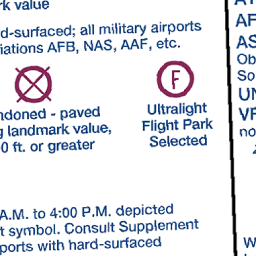 rk value
d-surfaced; all military airports
iations AFB, NAS, AAF, etc.
F
ndoned - paved
g landmark value,
0 ft. or greater
Ultralight
Flight Park
Selected
A.M. to 4:00 P.M. depicted
t symbol. Consult Supplement
ports with hard-surfaced
AF
AS
Ob
So
UN
VF
no
W